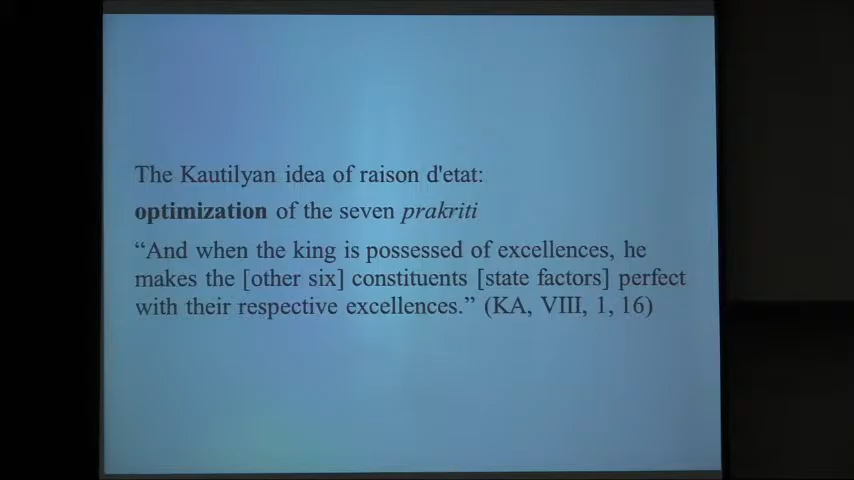 The Kautilyan idea of raison d'etat:
optimization of the seven prakriti
“And when the king is possessed of excellences, he
makes the [other six] constituents [state factors] perfect
with their respective excellences.” (KA, VIII, 1, 16)